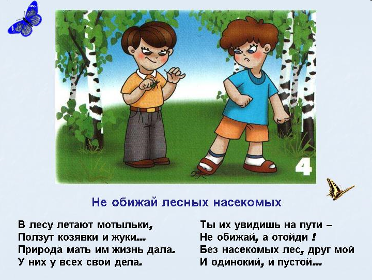 4
Не обижай лесных насекомых
В лесу летают мотыльки,
Ползут козявки и жуки...
Природа мать им жизнь дала.
У них у всех свои дела.
Ты их увидишь на пути –
Не обижай, а отойди !
Без насекомых лес, друг мой
И одинокий, и пустой...